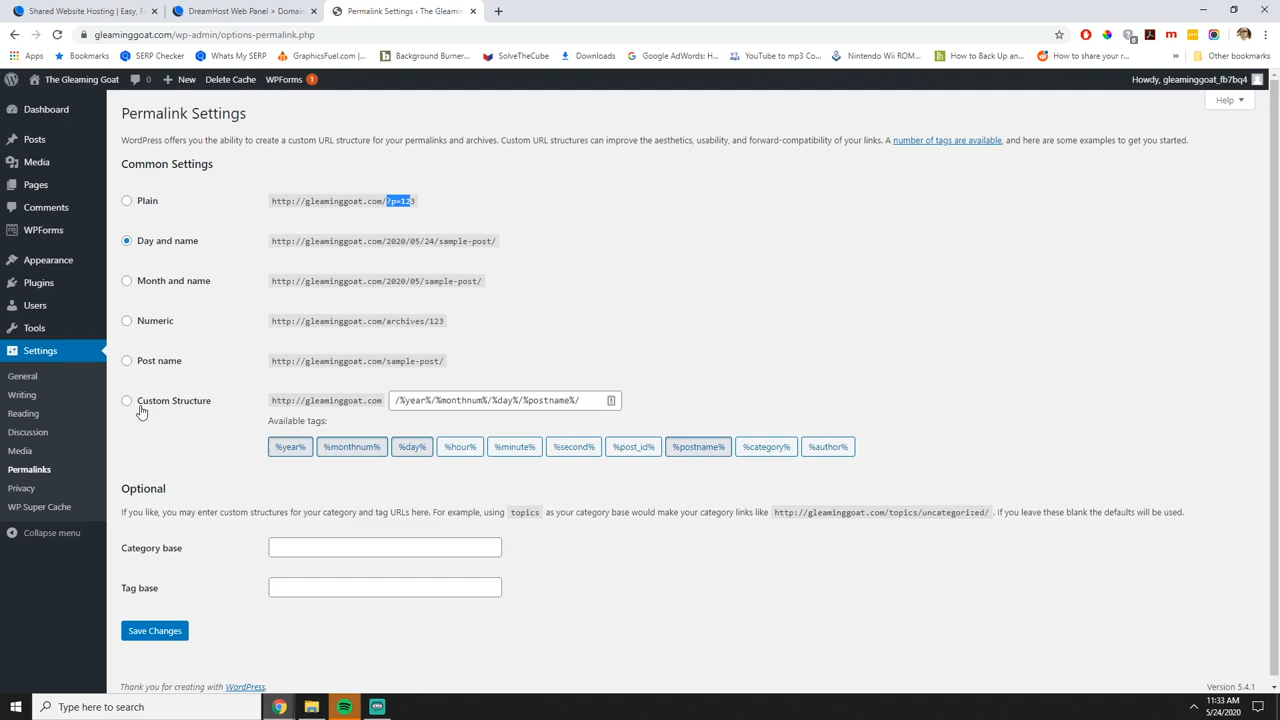 Shared Website Hosting | Easy, F
DreamHost Web Panel > Domain
Permalink Settings ‹ The Gleaming
gleaminggoat.com/wp-admin/options-permalink.php
Apps
Bookmarks
SERP Checker
Whats My SERP
GraphicsFuel.com |...
Background Burner...
SolveTheCube
Downloads
Google AdWords: H...
YouTube to mp3 Co...
Nintendo Wii ROM...
How to Back Up an...
How to share your r...
»
Other bookmarks
The Gleaming Goat
0
New
Delete Cache
WPForms
1
Howdy, gleaminggoat_fb7bq4
Dashboard
Posts
Media
Pages
Comments
WPForms
Appearance
Plugins
Users
Tools
Settings
General
Writing
Reading
Discussion
Media
Permalinks
Privacy
WP Super Cache
Collapse menu
Help
Permalink Settings
WordPress offers you the ability to create a custom URL structure for your permalinks and archives. Custom URL structures can improve the aesthetics, usability, and forward-compatibility of your links. A number of tags are available, and here are some examples to get you started.
Common Settings
Plain http://gleaminggoat.com/?p=123
Day and name http://gleaminggoat.com/2020/05/24/sample-post/
Month and name http://gleaminggoat.com/2020/05/sample-post/
Numeric http://gleaminggoat.com/archives/123
Post name http://gleaminggoat.com/sample-post/
Custom Structure http://gleaminggoat.com /%year%/%monthnum%/%day%/%postname%/
Available tags:
%year% %monthnum% %day% %hour% %minute% %second% %post_id% %postname% %category% %author%
Optional
If you like, you may enter custom structures for your category and tag URLs here. For example, using topics as your category base would make your category links like http://gleaminggoat.com/topics/uncategorized/ . If you leave these blank the defaults will be used.
Category base
Tag base
Save Changes
Thank you for creating with WordPress.
Version 5.4.1
Type here to search
11:33 AM
5/24/2020